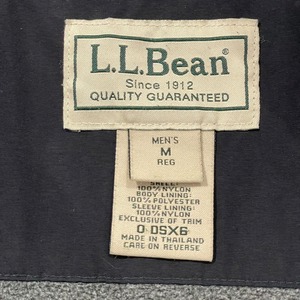 L.L.Bean®
Since 1912
QUALITY GUARANTEED
MEN'S
M
REG
SHELL:
100% NYLON
BODY LINING:
100% POLYESTER
SLEEVE LINING:
100% NYLON
EXCLUSIVE OF TRIM
0 OSX6
MADE IN THAILAND
CARE ON REVERSE